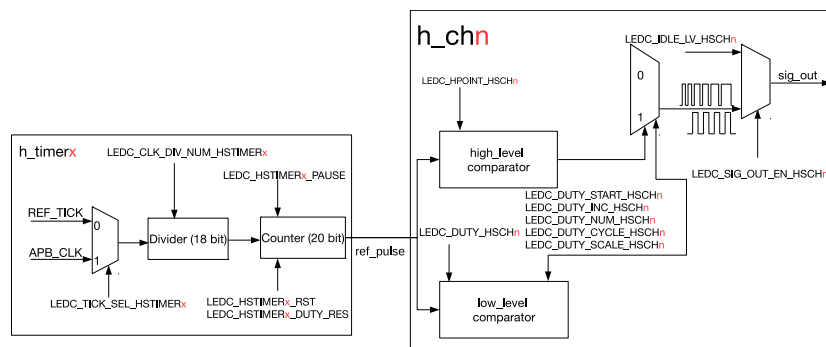 h_chn
LEDC_IDLE_LV_HSCHn
sig_out
LEDC_HPOINT_HSCHn
0
1
h_timerx
LEDC_CLK_DIV_NUM_HSTIMERx
LEDC_HSTIMERx_PAUSE
high_level
comparator
LEDC_SIG_OUT_EN_HSCHn
REF_TICK
0
APB_CLK
1
Divider (18 bit)
Counter (20 bit)
ref_pulse
LEDC_DUTY_START_HSCHn
LEDC_DUTY_INC_HSCHn
LEDC_DUTY_NUM_HSCHn
LEDC_DUTY_CYCLE_HSCHn
LEDC_DUTY_SCALE_HSCHn
LEDC_DUTY_HSCHn
LEDC_TICK_SEL_HSTIMERx
LEDC_HSTIMERx_RST
LEDC_HSTIMERx_DUTY_RES
low_level
comparator